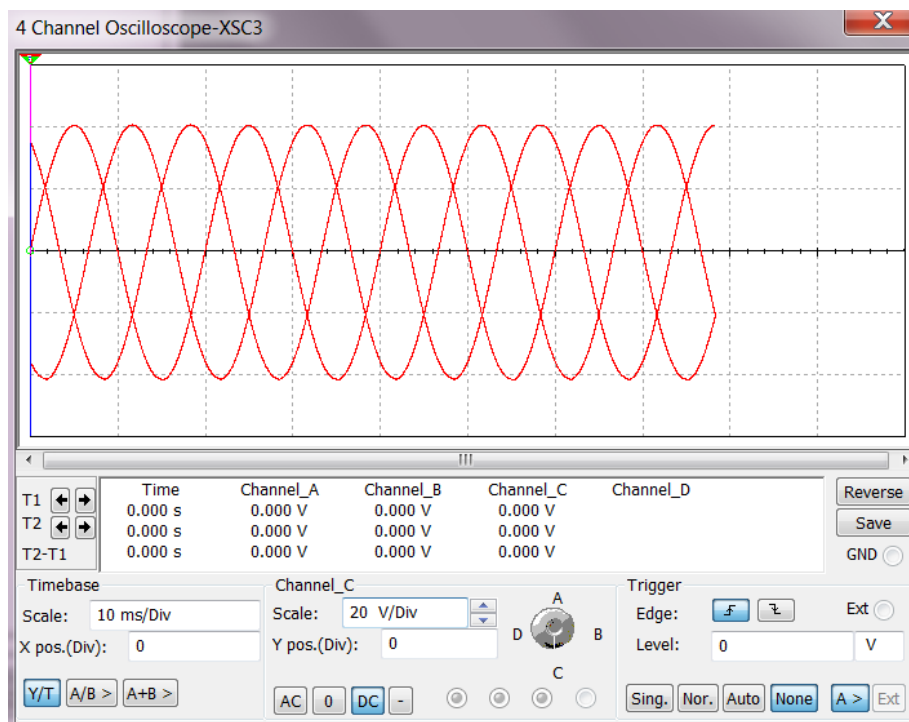 4 Channel Oscilloscope-XSC3
X
Time Channel_A Channel_B Channel_C Channel_D
T1 0.000 s 0.000 V 0.000 V 0.000 V
T2 0.000 s 0.000 V 0.000 V 0.000 V
T2-T1 0.000 s 0.000 V 0.000 V 0.000 V
Reverse
Save
GND
Timebase
Scale: 10 ms/Div
X pos.(Div): 0
Y/T A/B > A+B >
Channel_C
Scale: 20 V/Div
Y pos.(Div): 0
AC 0 DC -
A
D B
C
Trigger
Edge: Ext
Level: 0 V
Sing. Nor. Auto None A > Ext